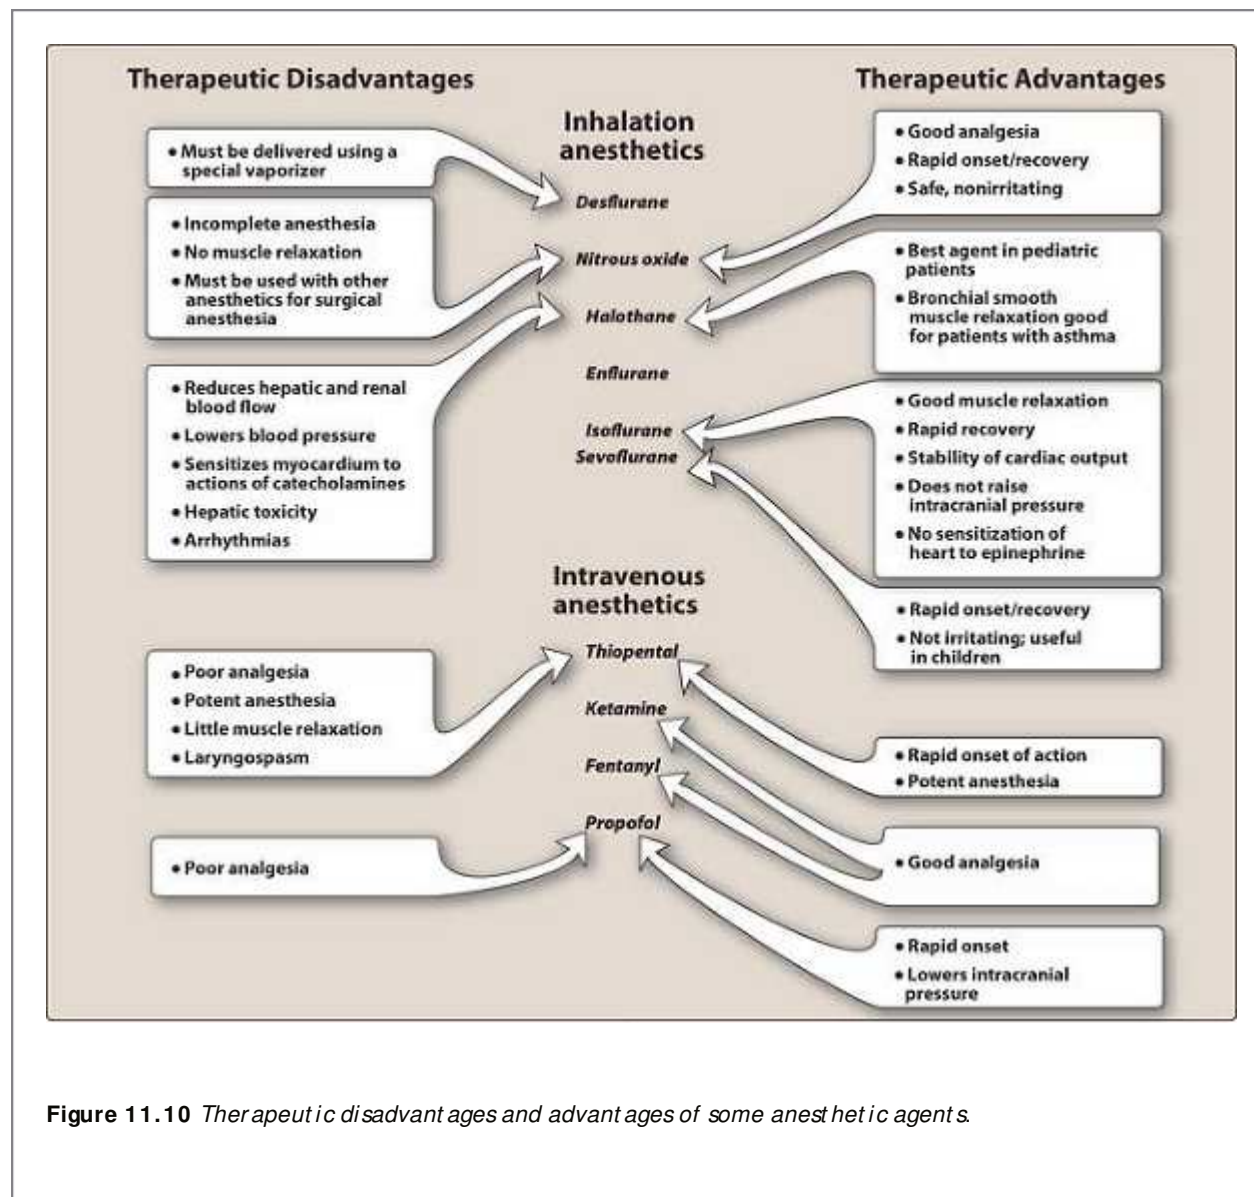 Therapeutic Disadvantages
Therapeutic Advantages
Inhalation
anesthetics
• Must be delivered using a
special vaporizer
• Incomplete anesthesia
• No muscle relaxation
• Must be used with other
anesthetics for surgical
anesthesia
• Reduces hepatic and renal
blood flow
• Lowers blood pressure
• Sensitizes myocardium to
actions of catecholamines
• Hepatic toxicity
• Arrhythmias
Desflurane
Nitrous oxide
Halothane
Enflurane
Isoflurane
Sevoflurane
• Good analgesia
• Rapid onset/recovery
• Safe, nonirritating
• Best agent in pediatric
patients
• Bronchial smooth
muscle relaxation good
for patients with asthma
• Good muscle relaxation
• Rapid recovery
• Stability of cardiac output
• Does not raise
intracranial pressure
• No sensitization of
heart to epinephrine
• Rapid onset/recovery
• Not irritating; useful
in children
Intravenous
anesthetics
• Poor analgesia
• Potent anesthesia
• Little muscle relaxation
• Laryngospasm
• Poor analgesia
Thiopental
Ketamine
Fentanyl
Propofol
• Rapid onset of action
• Potent anesthesia
• Good analgesia
• Rapid onset
• Lowers intracranial
pressure
Figure 11.10 Therapeutic disadvantages and advantages of some anesthetic agents.